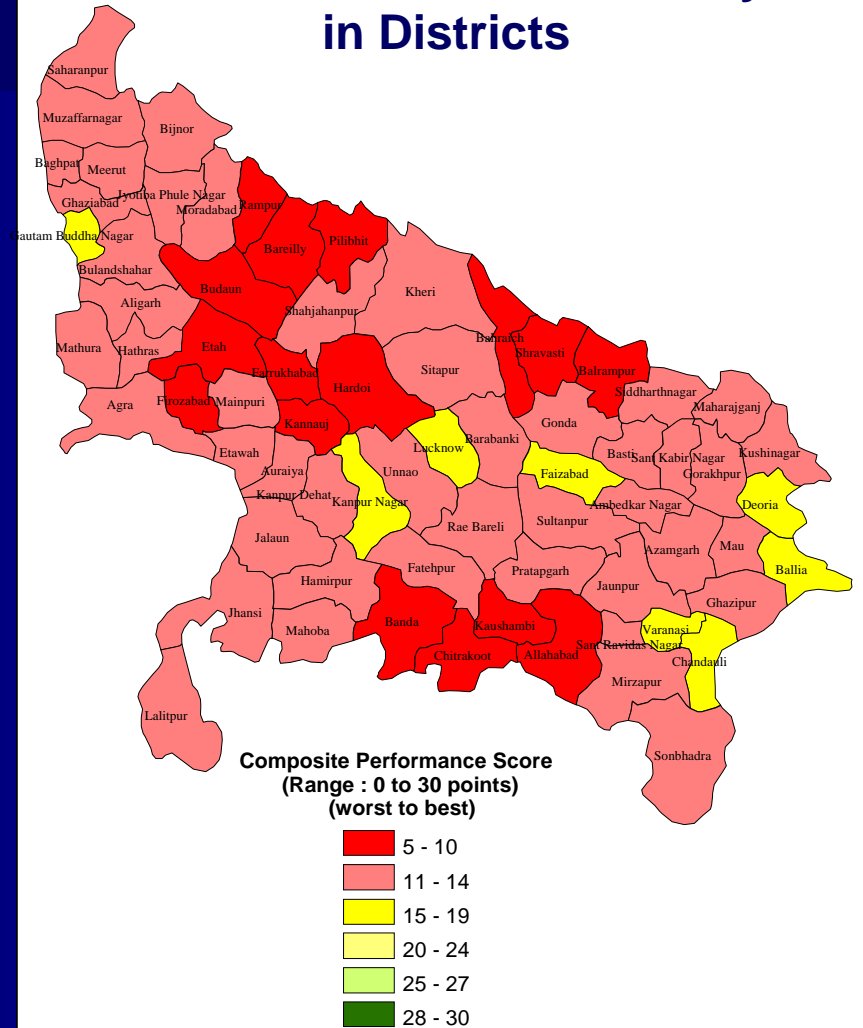 in Districts
Saharanpur
Muzaffarnagar
Bijnor
Baghpat
Meerut
Ghaziabad
Jyotiba Phule Nagar
Moradabad
Rampur
Gautam Buddha Nagar
Bareilly
Pilibhit
Bulandshahar
Budaun
Kheri
Aligarh
Shahjahanpur
Mathura
Hathras
Etah
Bahraich
Shravasti
Sitapur
Balrampur
Farrukhabad
Hardoi
Siddharthnagar
Agra
Firozabad
Mainpuri
Maharajganj
Kannauj
Gonda
Etawah
Lucknow
Barabanki
Basti
Sant Kabir Nagar
Kushinagar
Auraiya
Unnao
Faizabad
Gorakhpur
Kanpur Dehat
Kanpur Nagar
Ambedkar Nagar
Deoria
Rae Bareli
Sultanpur
Jalaun
Azamgarh
Mau
Fatehpur
Pratapgarh
Ballia
Hamirpur
Jaunpur
Ghazipur
Jhansi
Mahoba
Banda
Kaushambi
Varanasi
Sant Ravidas Nagar
Chitrakoot
Allahabad
Chandauli
Mirzapur
Lalitpur
Sonbhadra
Composite Performance Score
(Range : 0 to 30 points)
(worst to best)
5 - 10
11 - 14
15 - 19
20 - 24
25 - 27
28 - 30